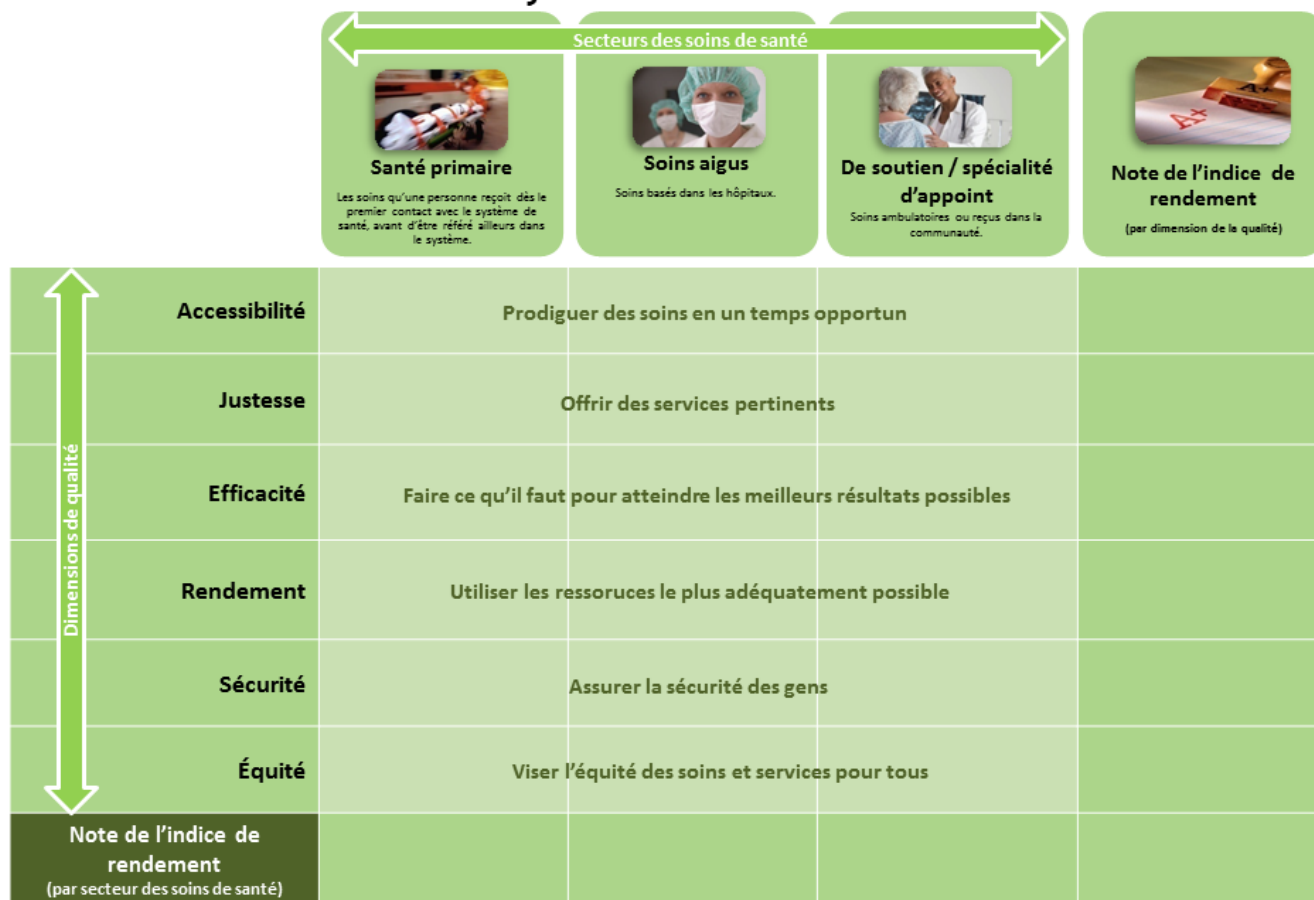 Secteurs des soins de santé
Santé primaire
Les soins qu'une personne reçoit dès le
premier contact avec le système de
santé, avant d'être référé ailleurs dans
le système.
Soins aigus
Soins basés dans les hôpitaux.
De soutien / spécialité
d'appoint
Soins ambulatoires ou reçus dans la
communauté.
A+
A+
Note de l'indice de
rendement
(par dimension de la qualité)
Dimensions de qualité
Accessibilité
Prodiguer des soins en un temps opportun
Justesse
Offrir des services pertinents
Efficacité
Faire ce qu'il faut pour atteindre les meilleurs résultats possibles
Rendement
Utiliser les ressoruces le plus adéquatement possible
Sécurité
Assurer la sécurité des gens
Équité
Viser l'équité des soins et services pour tous
Note de l'indice de
rendement
(par secteur des soins de santé)